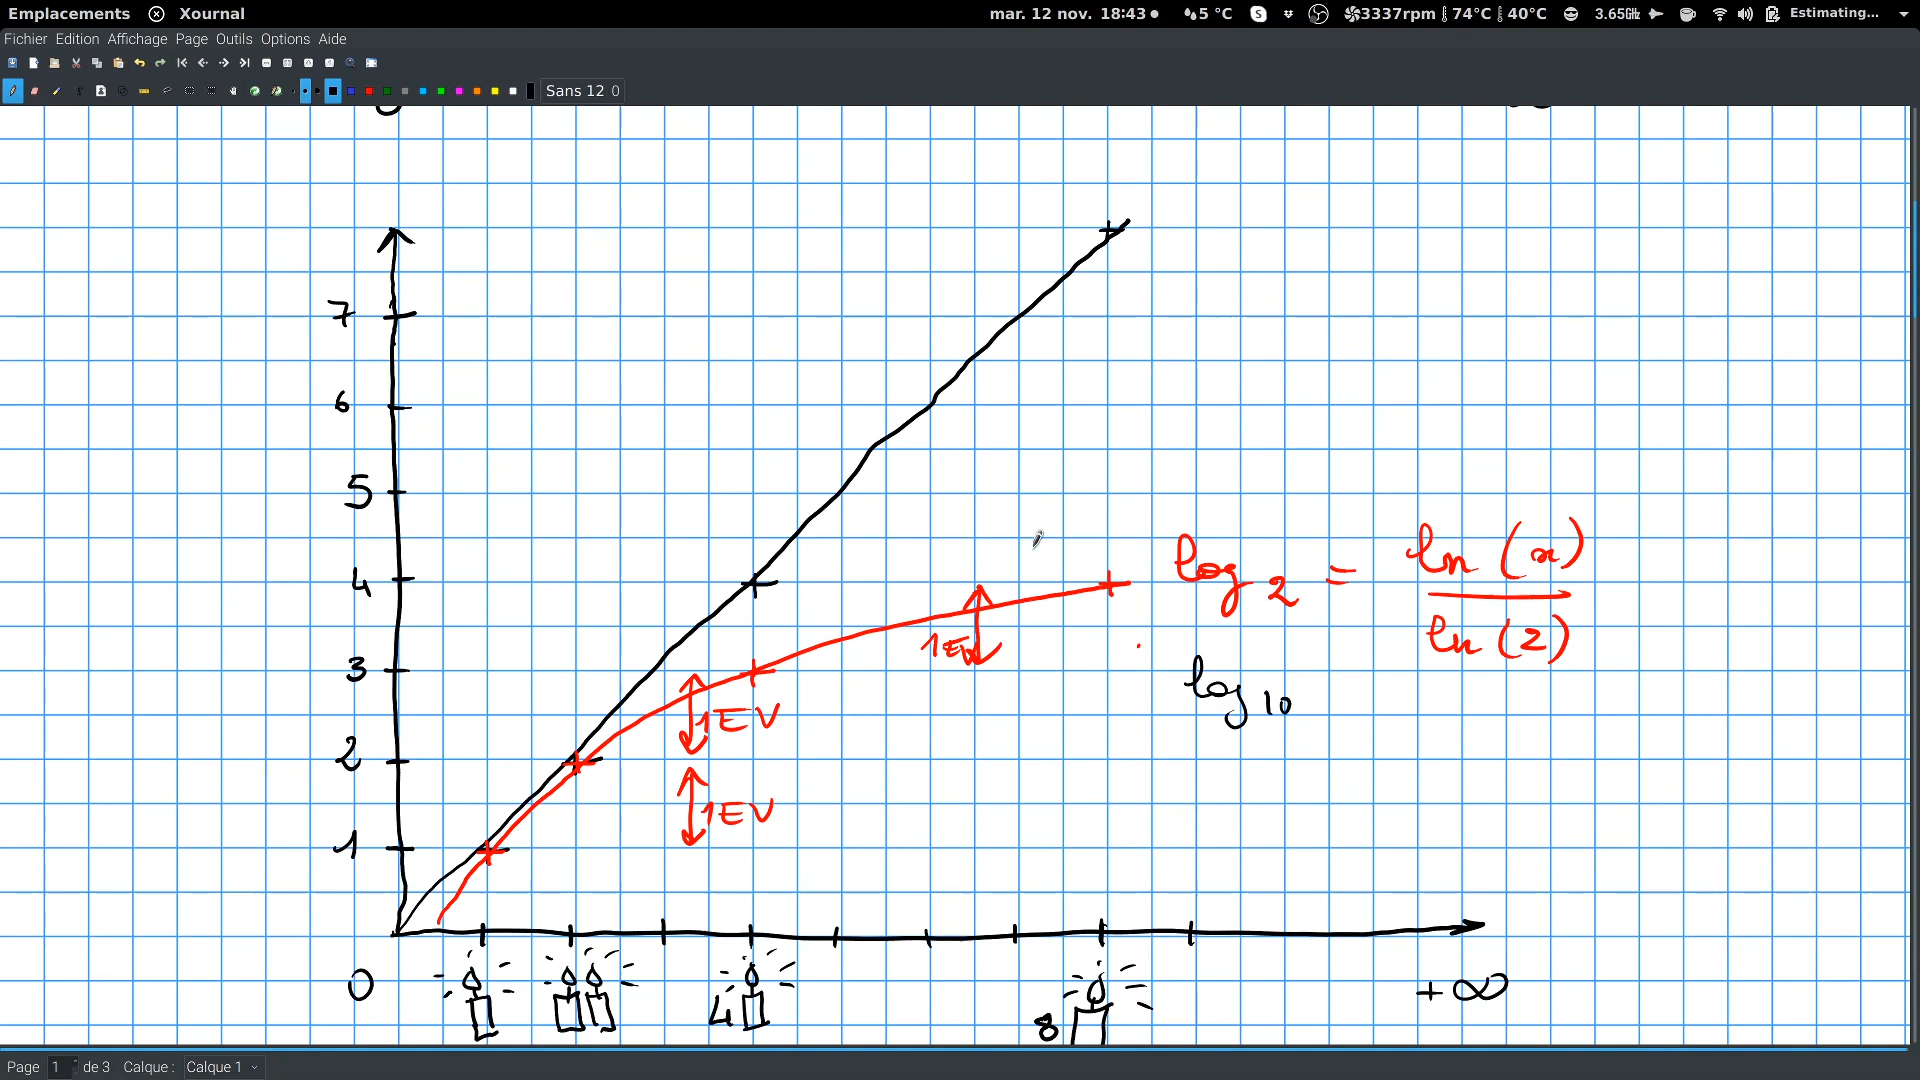 Emplacements Xournal mar. 12 nov. 18:43 5 °C 3337rpm 74°C 40°C 3.65GHz Estimating...
Fichier Edition Affichage Page Outils Options Aide
Sans 12 0
7
6
5
4
3
2
1
log 2 = ln (x)
ln (2)
log 10
1EV
1EV
1EV
0
4
8
+ ∞
Page 1 de 3 Calque : Calque 1